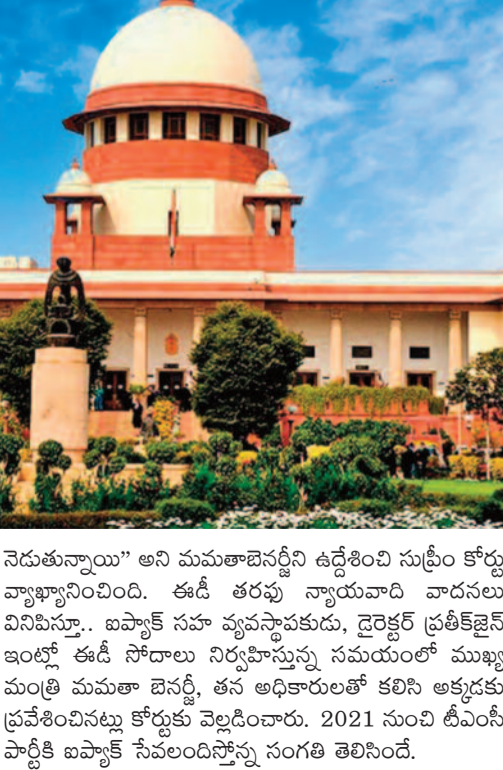 నెడుతున్నాయి” అని మమతాబెనర్జీని ఉద్దేశించి సుప్రీం కోర్టు
వ్యాఖ్యానించింది. ఈడీ తరఫు న్యాయవాది వాదనలు
వినిపిస్తూ.. ఐప్యాక్ సహ వ్యవస్థాపకుడు, డైరెక్టర్ ప్రతీక్‌జైన్
ఇంట్లో ఈడీ సోదాలు నిర్వహిస్తున్న సమయంలో ముఖ్య
మంత్రి మమతా బెనర్జీ, తన అధికారులతో కలిసి అక్కడకు
ప్రవేశించినట్లు కోర్టుకు వెల్లడించారు. 2021 నుంచి టీఎంసీ
పార్టీకి ఐప్యాక్ సేవలందిస్తోన్న సంగతి తెలిసిందే.